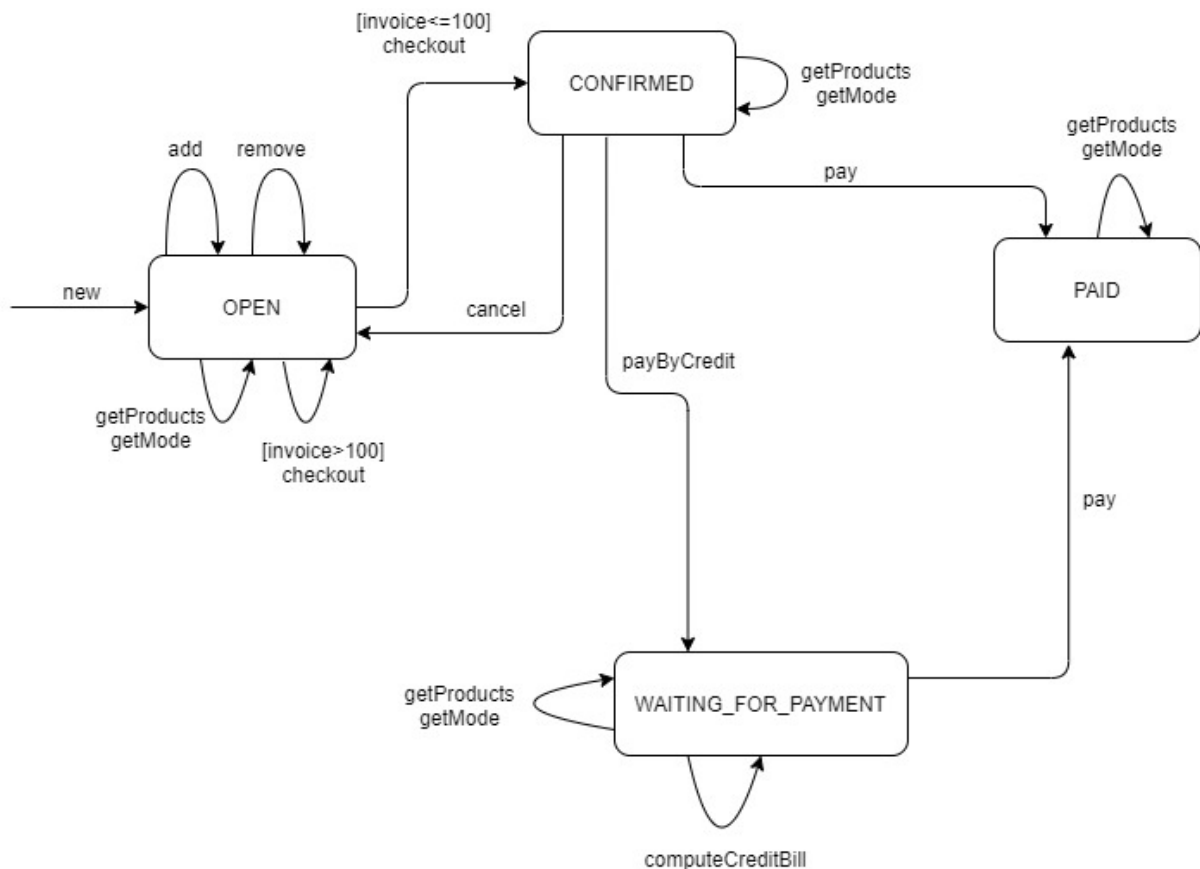 [invoice<=100]
checkout
CONFIRMED
getProducts
getMode
add
remove
getProducts
getMode
pay
new
OPEN
cancel
PAID
payByCredit
getProducts
getMode
[invoice>100]
checkout
pay
getProducts
getMode
WAITING_FOR_PAYMENT
computeCreditBill